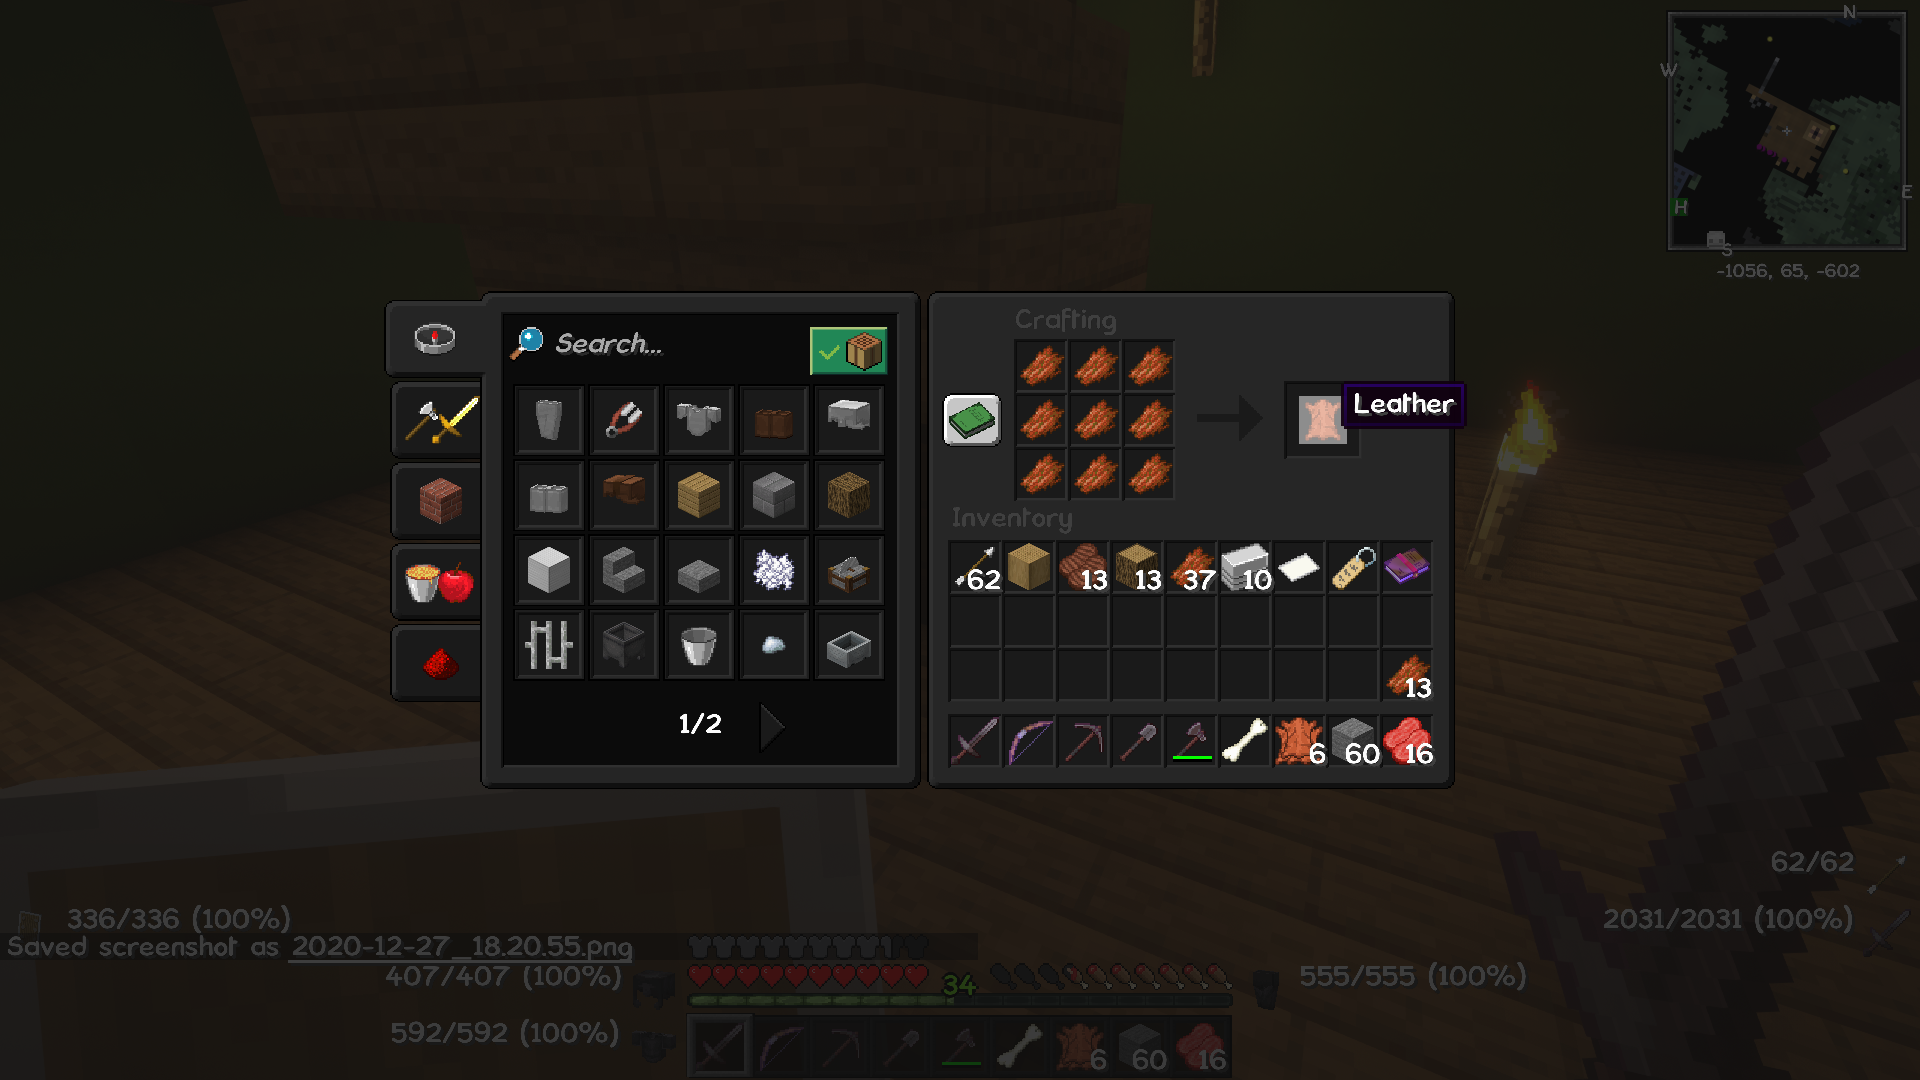 N
W
E
H
S
-1056, 65, -602
Search...
Crafting
Leather
Inventory
62
13
13
37
10
13
1/2
6
60
16
62/62
336/336 (100%)
2031/2031 (100%)
Saved screenshot as 2020-12-27_18.20.55.png
407/407 (100%)
34
555/555 (100%)
592/592 (100%)
6
60
16